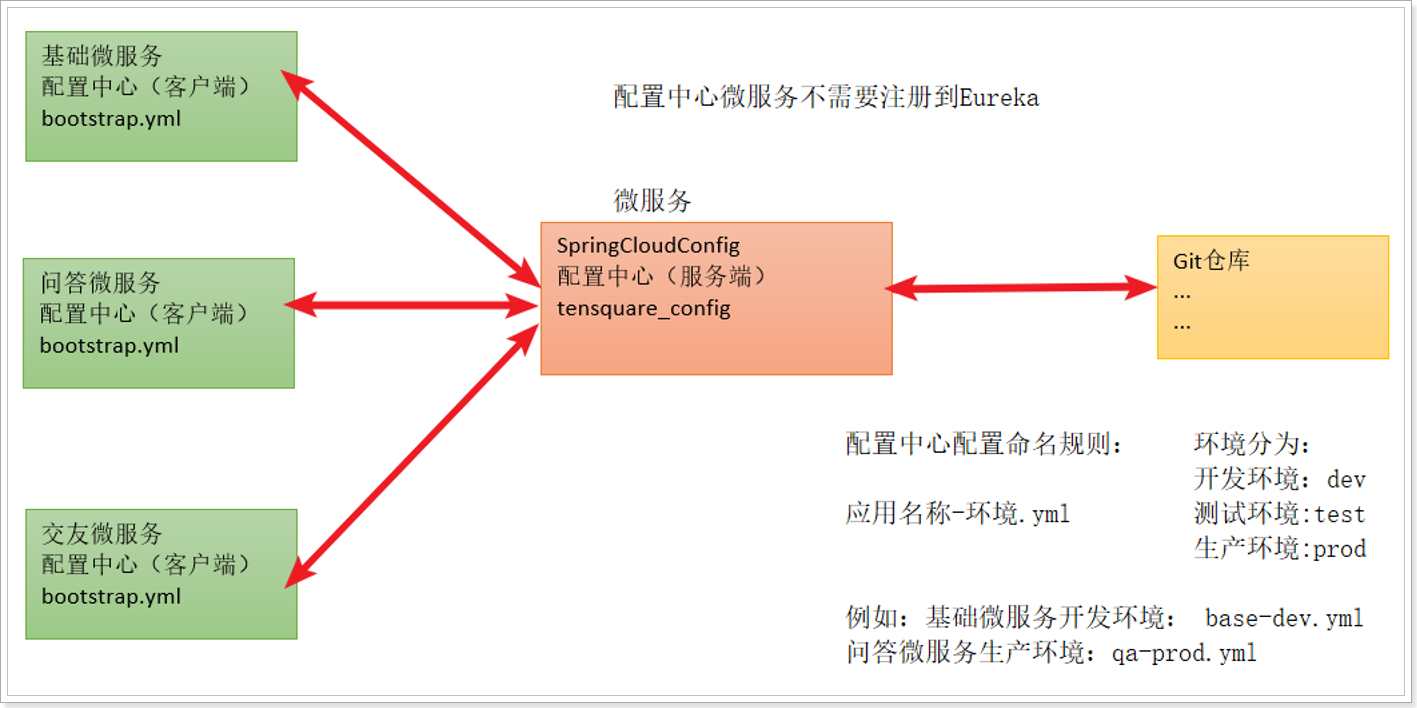 基础微服务
配置中心（客户端）
bootstrap.yml
配置中心微服务不需要注册到Eureka
微服务
SpringCloudConfig
配置中心（服务端）
tensquare_config
Git仓库
...
...
问答微服务
配置中心（客户端）
bootstrap.yml
交友微服务
配置中心（客户端）
bootstrap.yml
配置中心配置命名规则：
应用名称-环境.yml
环境分为：
开发环境：dev
测试环境:test
生产环境:prod
例如：基础微服务开发环境： base-dev.yml
问答微服务生产环境：qa-prod.yml